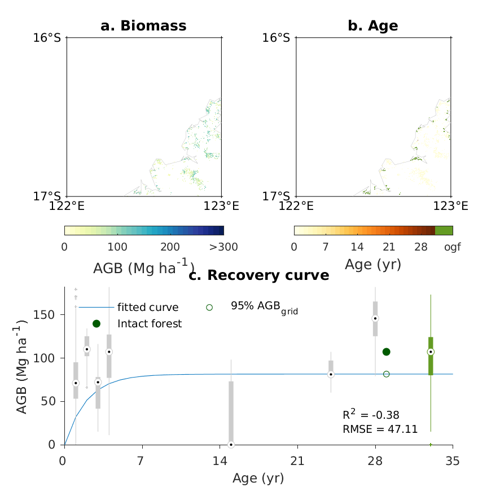 a. Biomass
b. Age
16°S
16°S
17°S
17°S
122°E
123°E
122°E
123°E
0
100
200
>300
0
7
14
21
28
ogf
AGB (Mg ha-1)
Age (yr)
c. Recovery curve
fitted curve
95% AGBgrid
Intact forest
150
100
50
0
AGB (Mg ha-1)
R2 = -0.38
RMSE = 47.11
0
7
14
21
28
35
Age (yr)